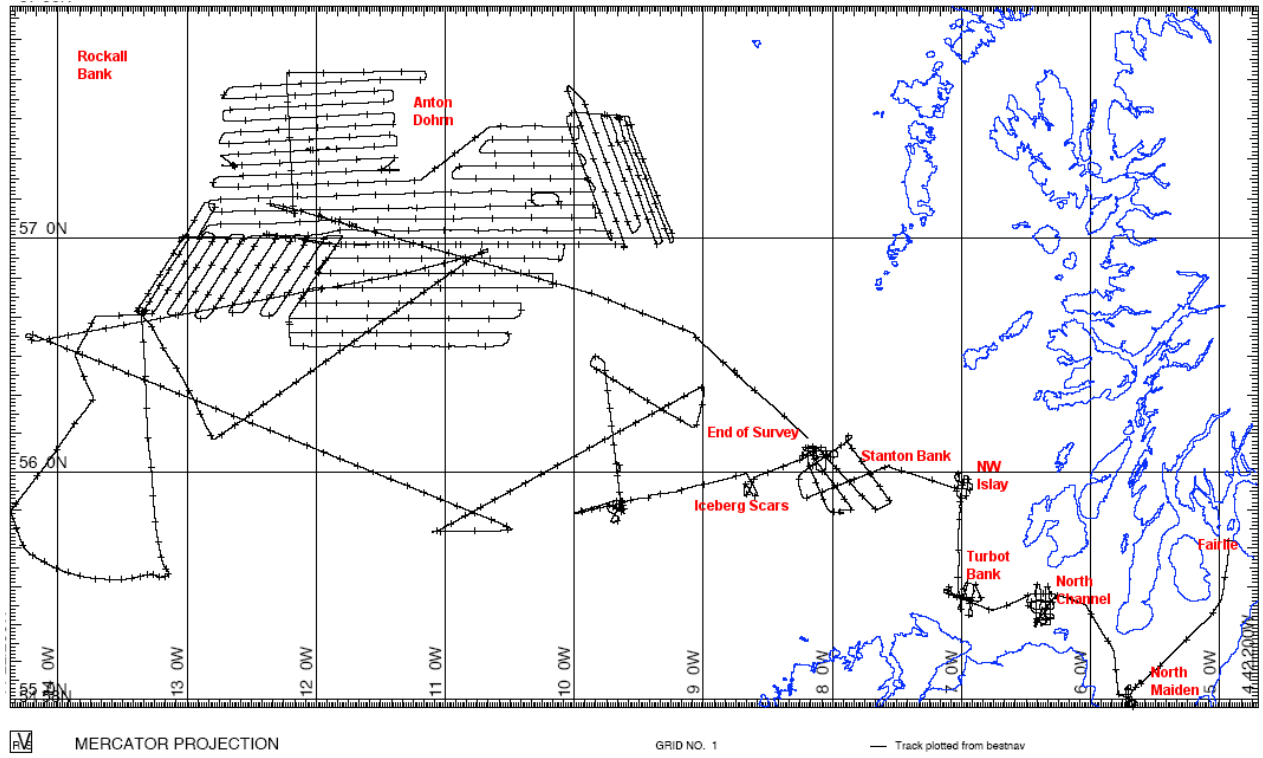 Rockall
Bank
Anton
Dohrn
57 0N
End of Survey
Stanton Bank
56 0N
NW
Islay
Iceberg Scars
Fairlie
Turbot
Bank
North
Channel
0W
13 0W
12 0W
11 0W
10 0W
9 0W
8 0W
7 0W
6 0W
5 0W
North
Maiden
MERCATOR PROJECTION
GRID NO. 1
Track plotted from bestnav